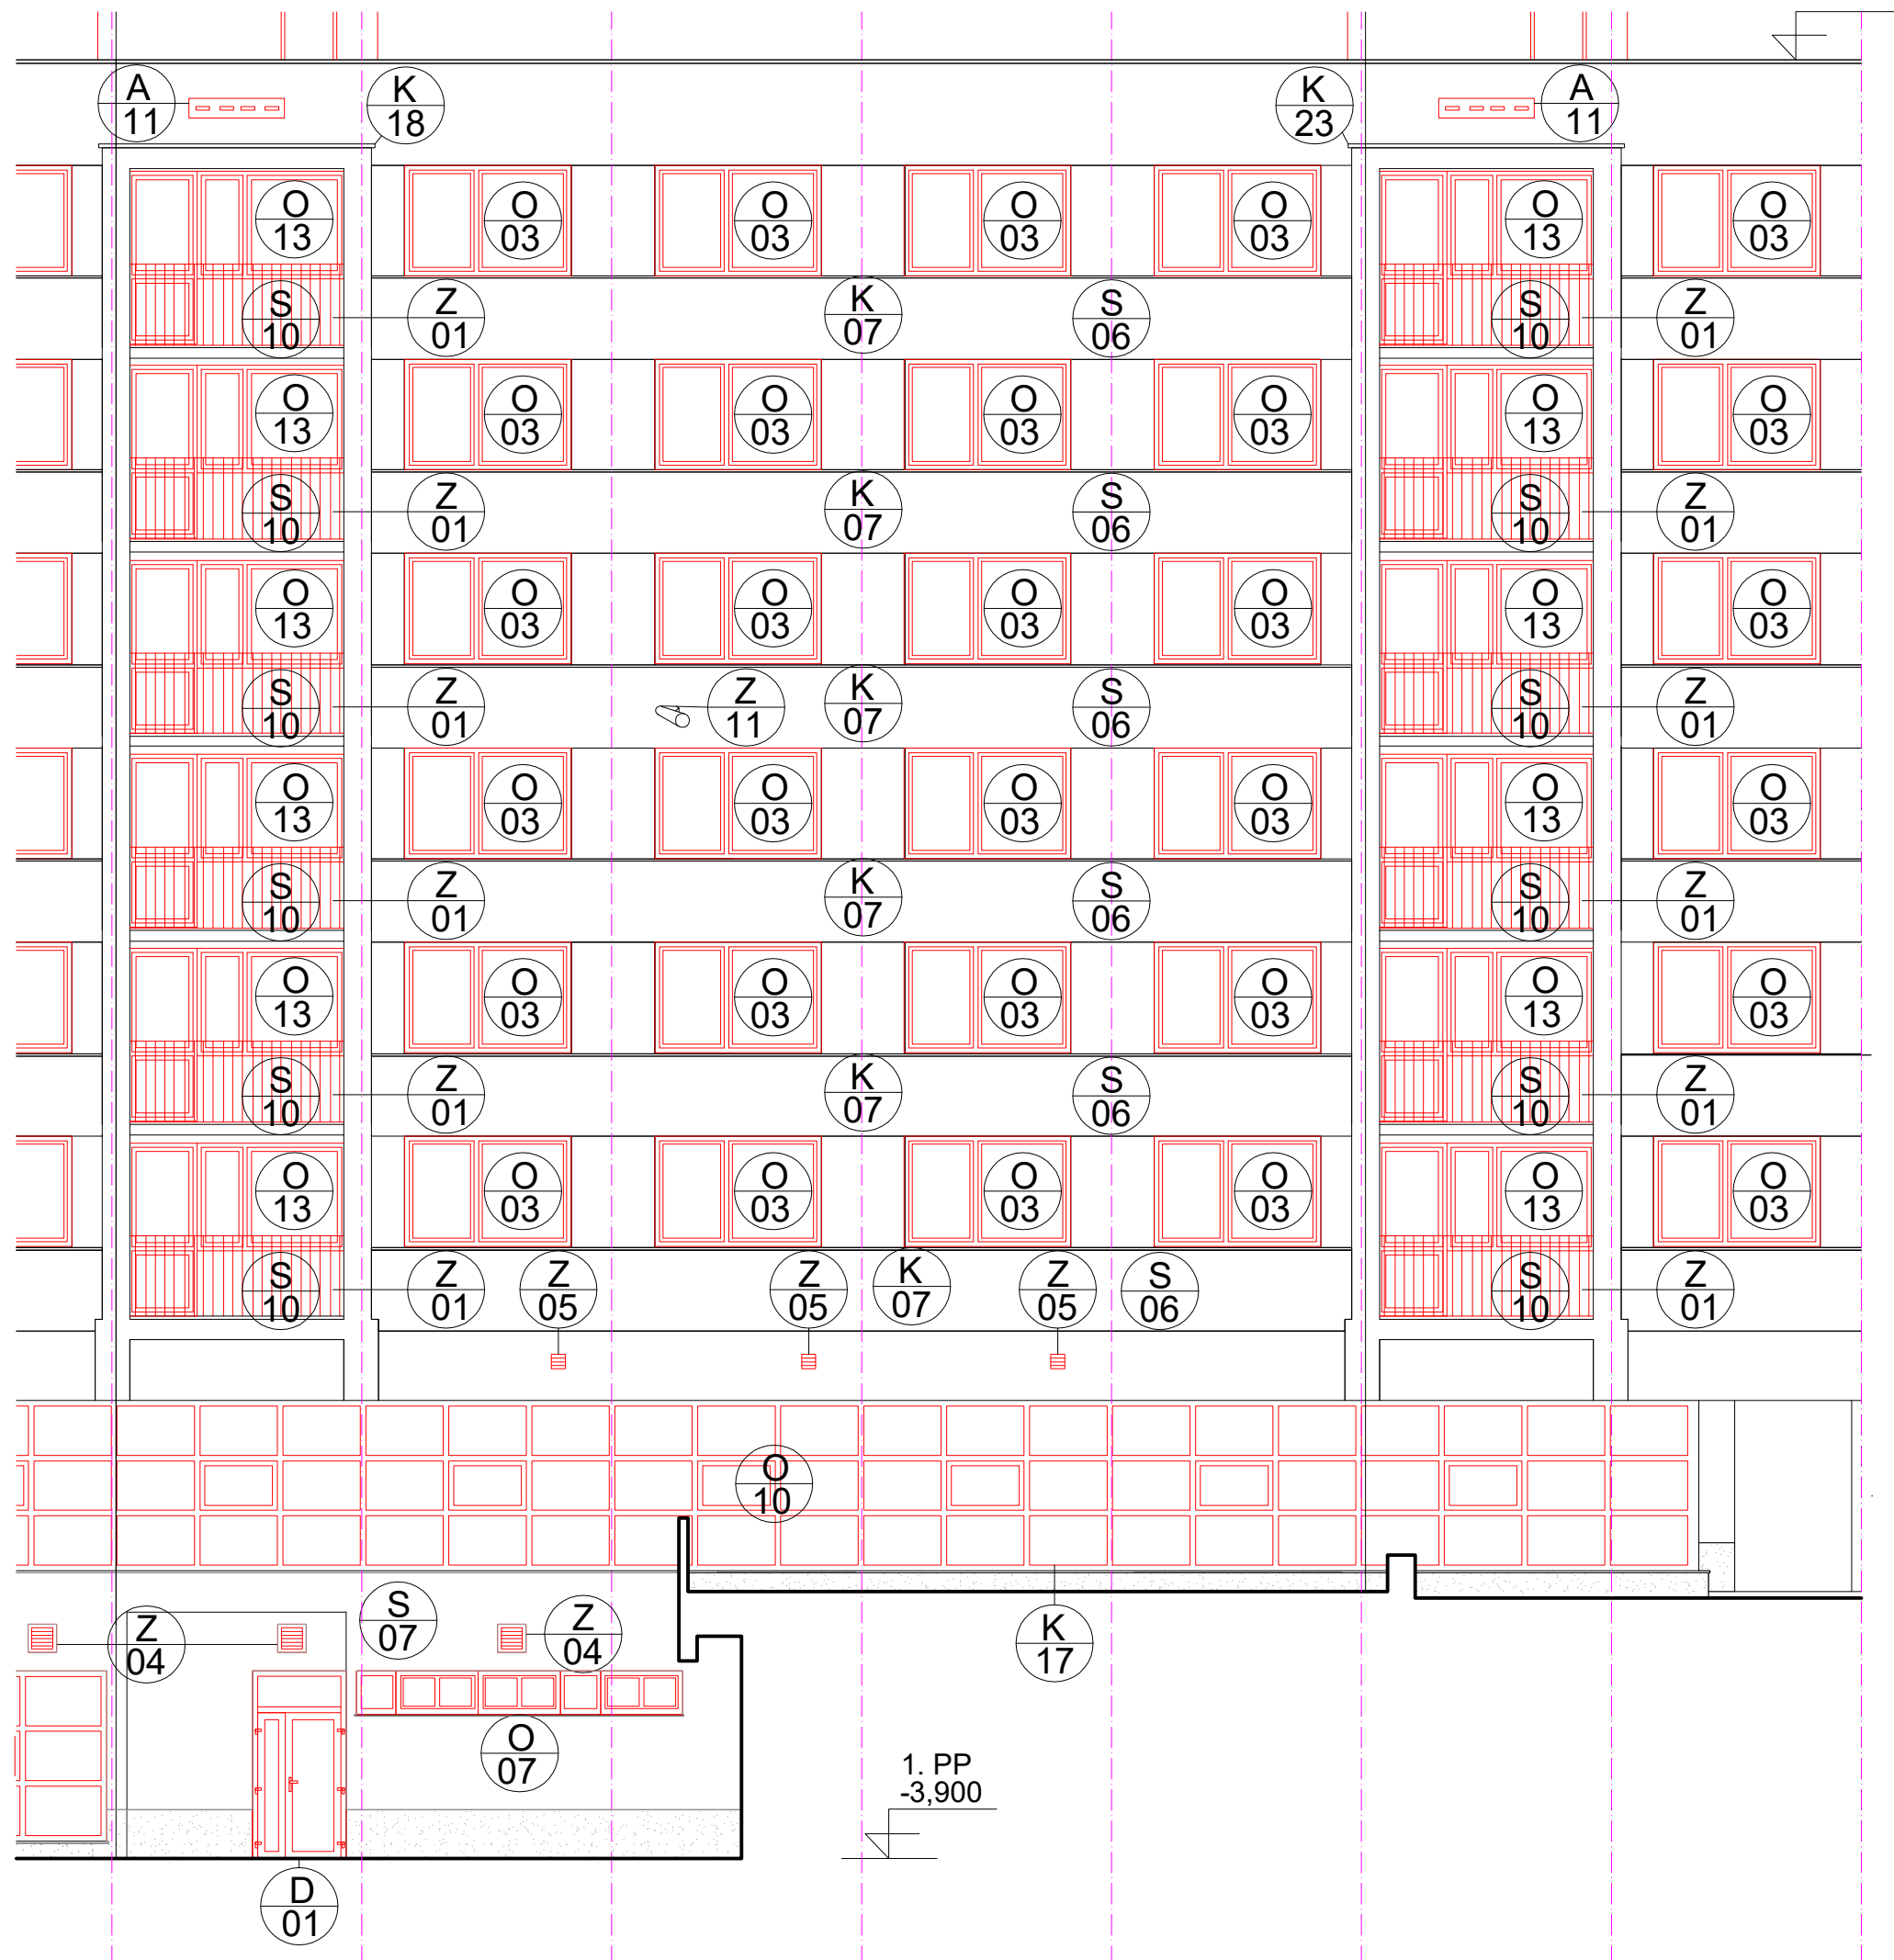 A K K A
11 18 23 11
O O O O O O O
13 03 03 03 03 13 03
S Z K S S Z
10 01 07 06 10 01
O O O O O O O
13 03 03 03 03 13 03
S Z K S S Z
10 01 07 06 10 01
O O O O O O O
13 03 03 03 03 13 03
S Z Z K S S Z
10 01 11 07 06 10 01
O O O O O O O
13 03 03 03 03 13 03
S Z K S S Z
10 01 07 06 10 01
O O O O O O O
13 03 03 03 03 13 03
S Z K S S Z
10 01 07 06 10 01
O O O O O O O
13 03 03 03 03 13 03
S Z Z Z K Z S S Z
10 01 05 05 07 05 06 10 01
O
10
Z S Z K
04 07 04 17
O
07
1. PP
-3,900
D
01